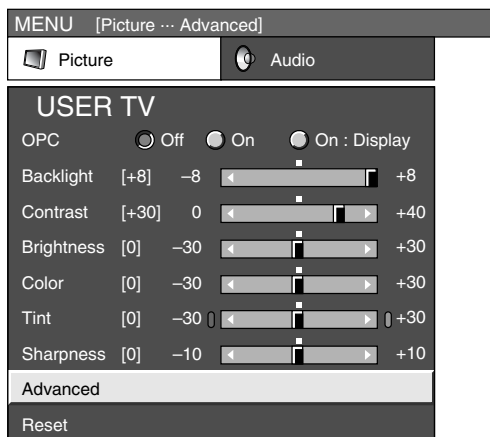 MENU [Picture ··· Advanced]
Picture Audio
USER TV
OPC Off On On : Display
Backlight [+8] –8 +8
Contrast [+30] 0 +40
Brightness [0] –30 +30
Color [0] –30 +30
Tint [0] –30 +30
Sharpness [0] –10 +10
Advanced
Reset